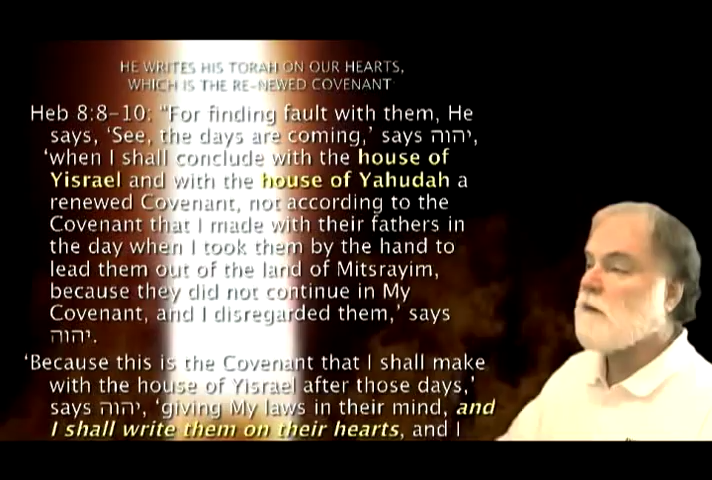 HE WRITES HIS TORAH ON OUR HEARTS,
WHICH IS THE RE-NEWED COVENANT
Heb 8:8-10: "For finding fault with them, He
says, ‘See, the days are coming,’ says יהוה,
‘when I shall conclude with the house of
Yisrael and with the house of Yahudah a
renewed Covenant, not according to the
Covenant that I made with their fathers in
the day when I took them by the hand to
lead them out of the land of Mitsrayim,
because they did not continue in My
Covenant, and I disregarded them,’ says
יהוה.
‘Because this is the Covenant that I shall make
with the house of Yisrael after those days,’
says יהוה, ‘giving My laws in their mind, and
I shall write them on their hearts, and I